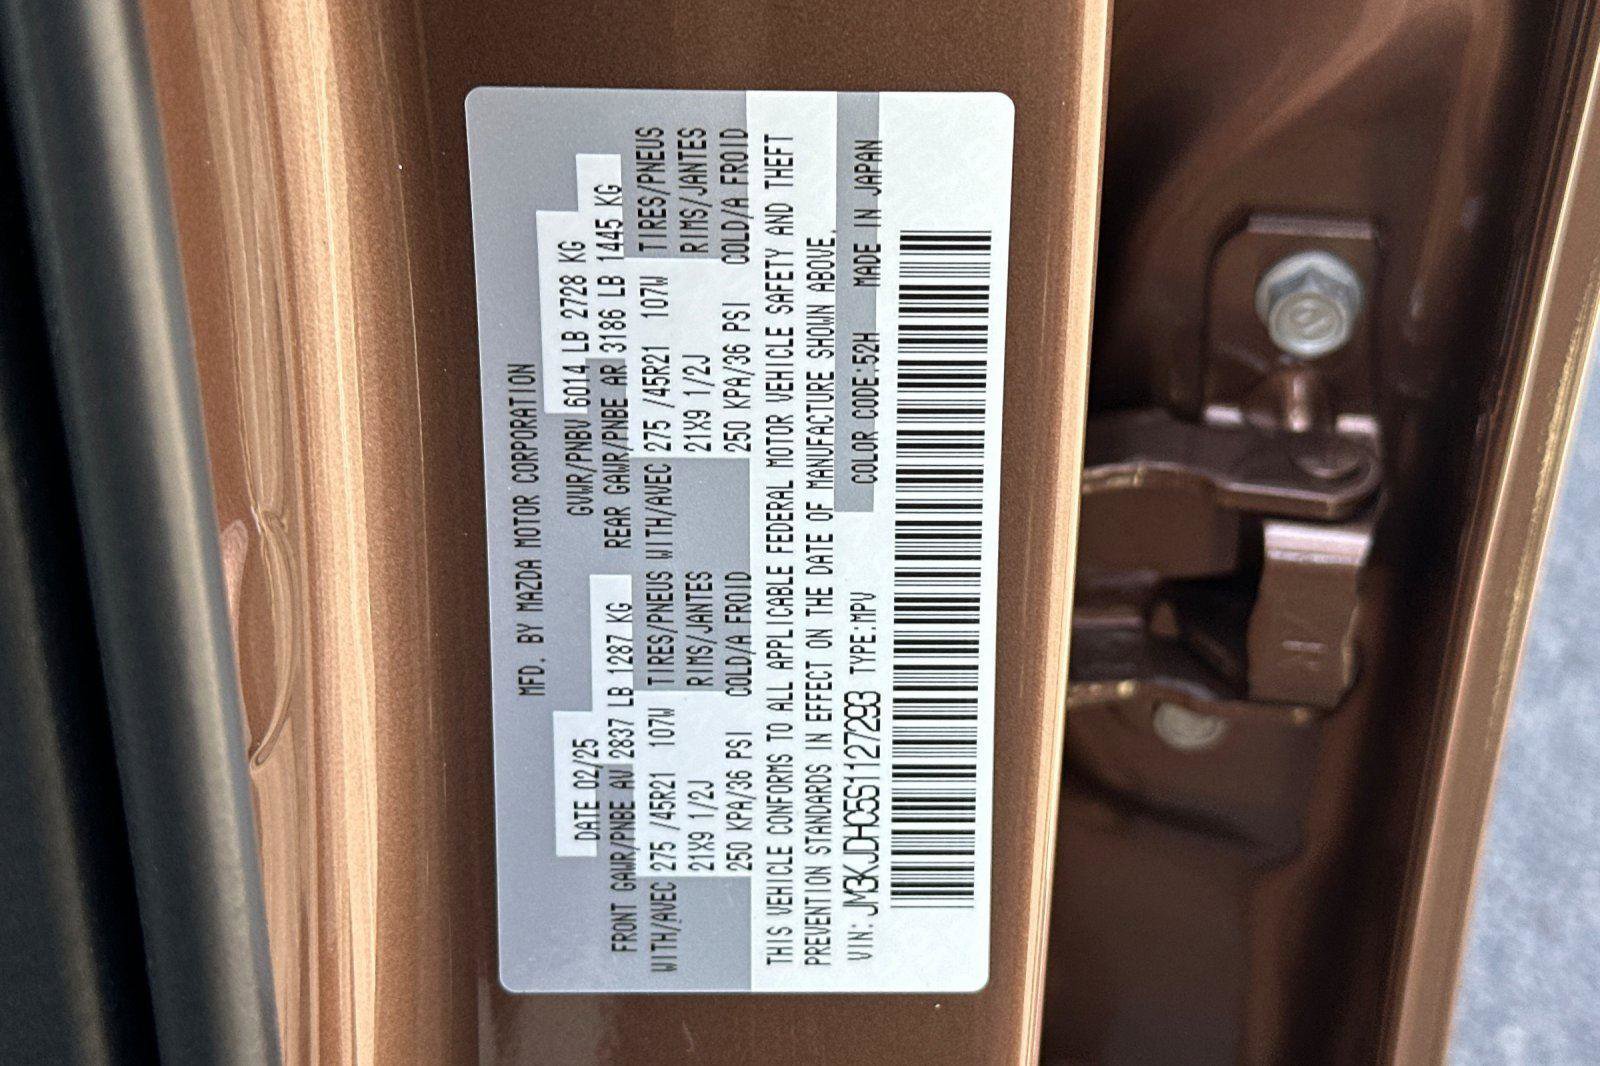 MFD. BY MAZDA MOTOR CORPORATION
DATE 02/25 GVWR/PNBV 6014 LB 2728 KG
FRONT GAWR/PNBE AV 2837 LB 1287 KG REAR GAWR/PNBE AR 3186 LB 1445 KG
WITH/AVEC 275 /45R21 107W TIRES/PNEUS WITH/AVEC 275 /45R21 107W TIRES/PNEUS
21X9 1/2J RIMS/JANTES 21X9 1/2J RIMS/JANTES
250 KPA/36 PSI COLD/A FROID 250 KPA/36 PSI COLD/A FROID
THIS VEHICLE CONFORMS TO ALL APPLICABLE FEDERAL MOTOR VEHICLE SAFETY AND THEFT
PREVENTION STANDARDS IN EFFECT ON THE DATE OF MANUFACTURE SHOWN ABOVE.
VIN: JM3KJDHC5S1127293 TYPE:MPV COLOR CODE:52H MADE IN JAPAN